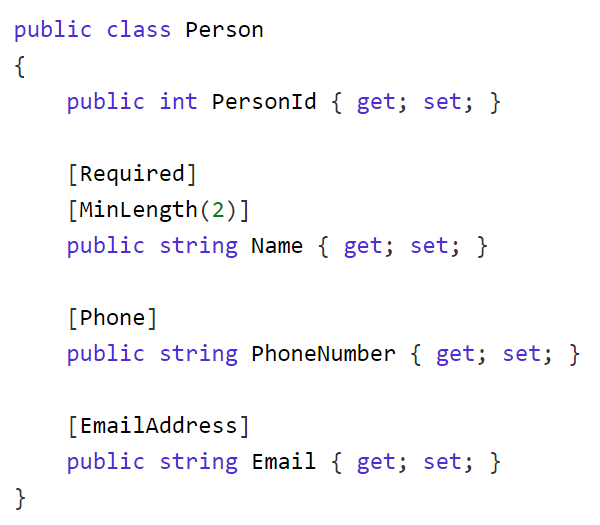 public class Person
{
    public int PersonId { get; set; }

    [Required]
    [MinLength(2)]
    public string Name { get; set; }

    [Phone]
    public string PhoneNumber { get; set; }

    [EmailAddress]
    public string Email { get; set; }
}